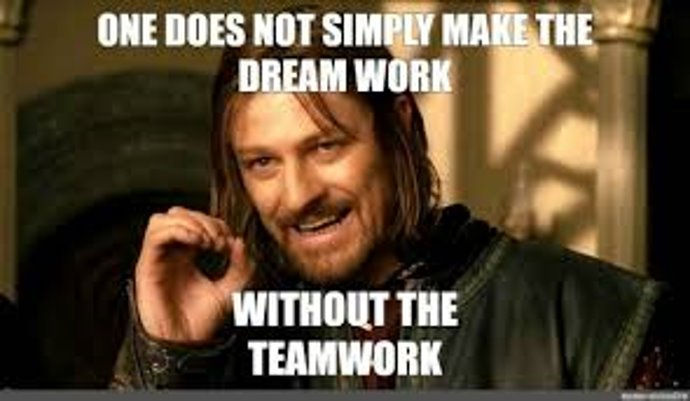 ONE DOES NOT SIMPLY MAKE THE
DREAM WORK
WITHOUT THE
TEAMWORK